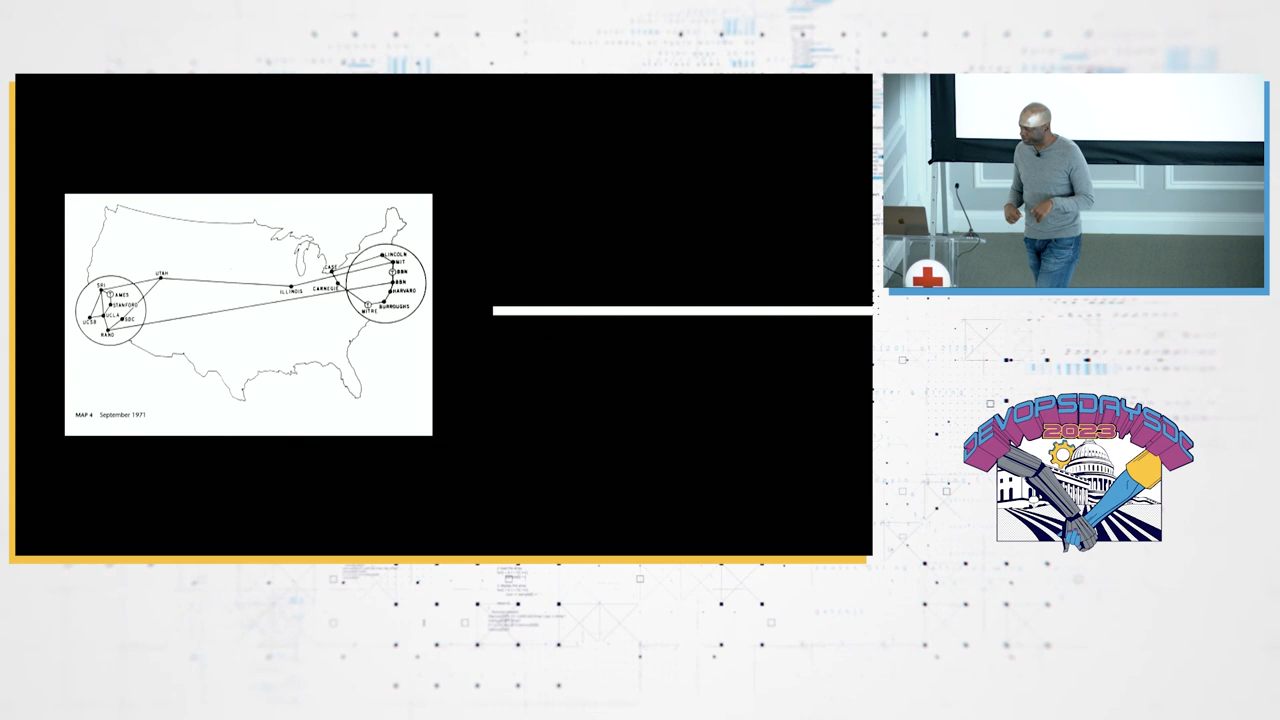 LINCOLN
MIT
CASE
BBN
UTAH
BBN
SRI
ILLINOIS
CARNEGIE
HARVARD
AMES
STANFORD
BURROUGHS
MITRE
UCLA
SDC
UCSB
RAND
MAP 4 September 1971
DEVOPSDAYSDC
2023